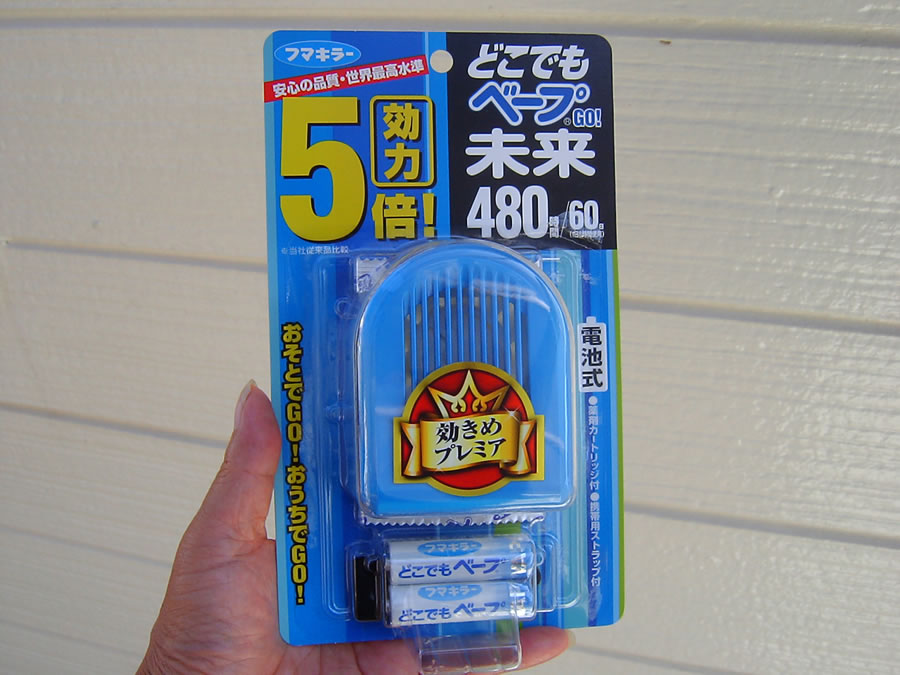 フマキラー
安心の品質・世界最高水準
5
効力
倍!
※当社従来品比較
どこでも
ベープ®GO!
未来
480時間/60日
電池式
●薬剤カートリッジ付●携帯用ストラップ付
おそとでGO!おうちでGO!
効きめ
プレミア
フマキラー
どこでもベープ
フマキラー
どこでもベープ